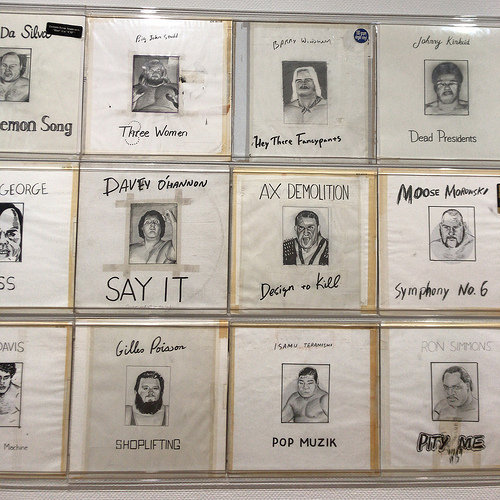 Da Silva
emon Song
Big John Studd
Three Women
Barry Windham
Hey There Fancypants
Johnny Kinkaid
Dead Presidents
GEORGE
SS
DAVEY O'HANNON
SAY IT
AX DEMOLITION
Design to Kill
MOOSE MOROWSKI
Symphony No. 6
DAVIS
Machine
Gilles Poisson
SHOPLIFTING
ISAMU TERANISHI
POP MUZIK
RON SIMMONS
PITY ME